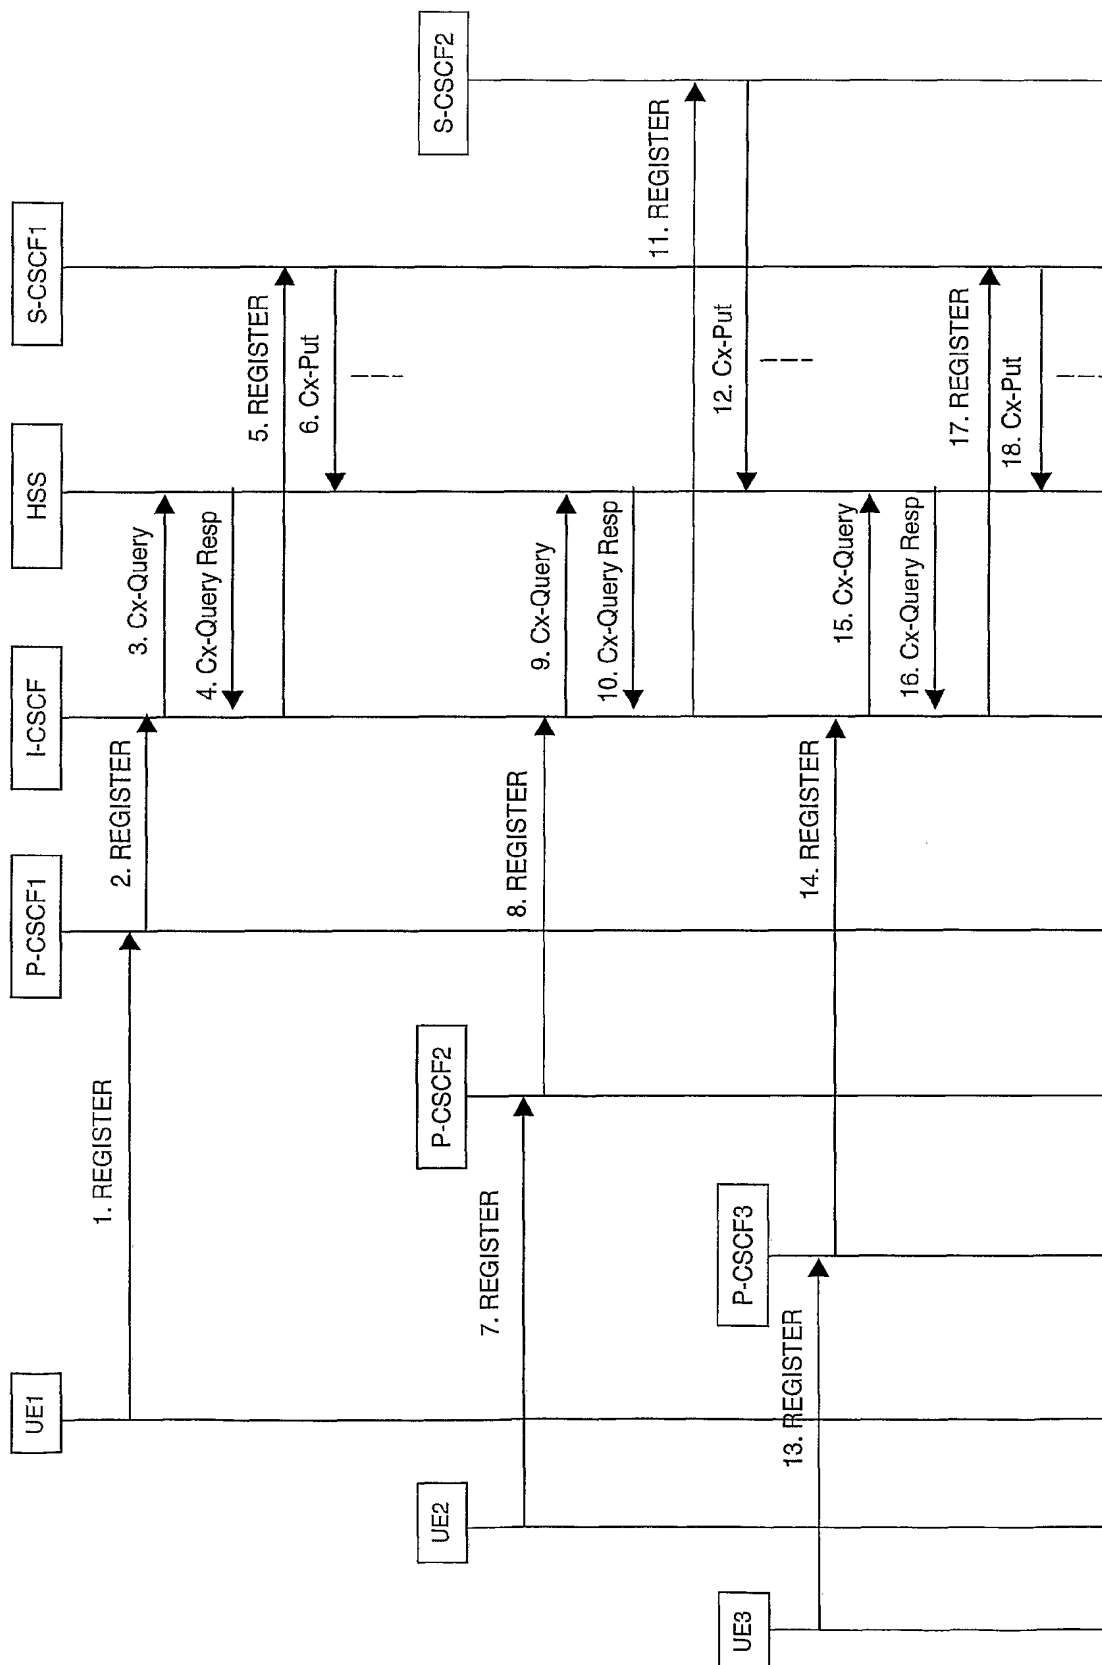 UE1
P-CSCF1
I-CSCF
HSS
S-CSCF1
1. REGISTER
2. REGISTER
3. Cx-Query
4. Cx-Query Resp
5. REGISTER
6. Cx-Put
UE2
P-CSCF2
S-CSCF2
7. REGISTER
8. REGISTER
9. Cx-Query
10. Cx-Query Resp
11. REGISTER
12. Cx-Put
UE3
P-CSCF3
13. REGISTER
14. REGISTER
15. Cx-Query
16. Cx-Query Resp
17. REGISTER
18. Cx-Put